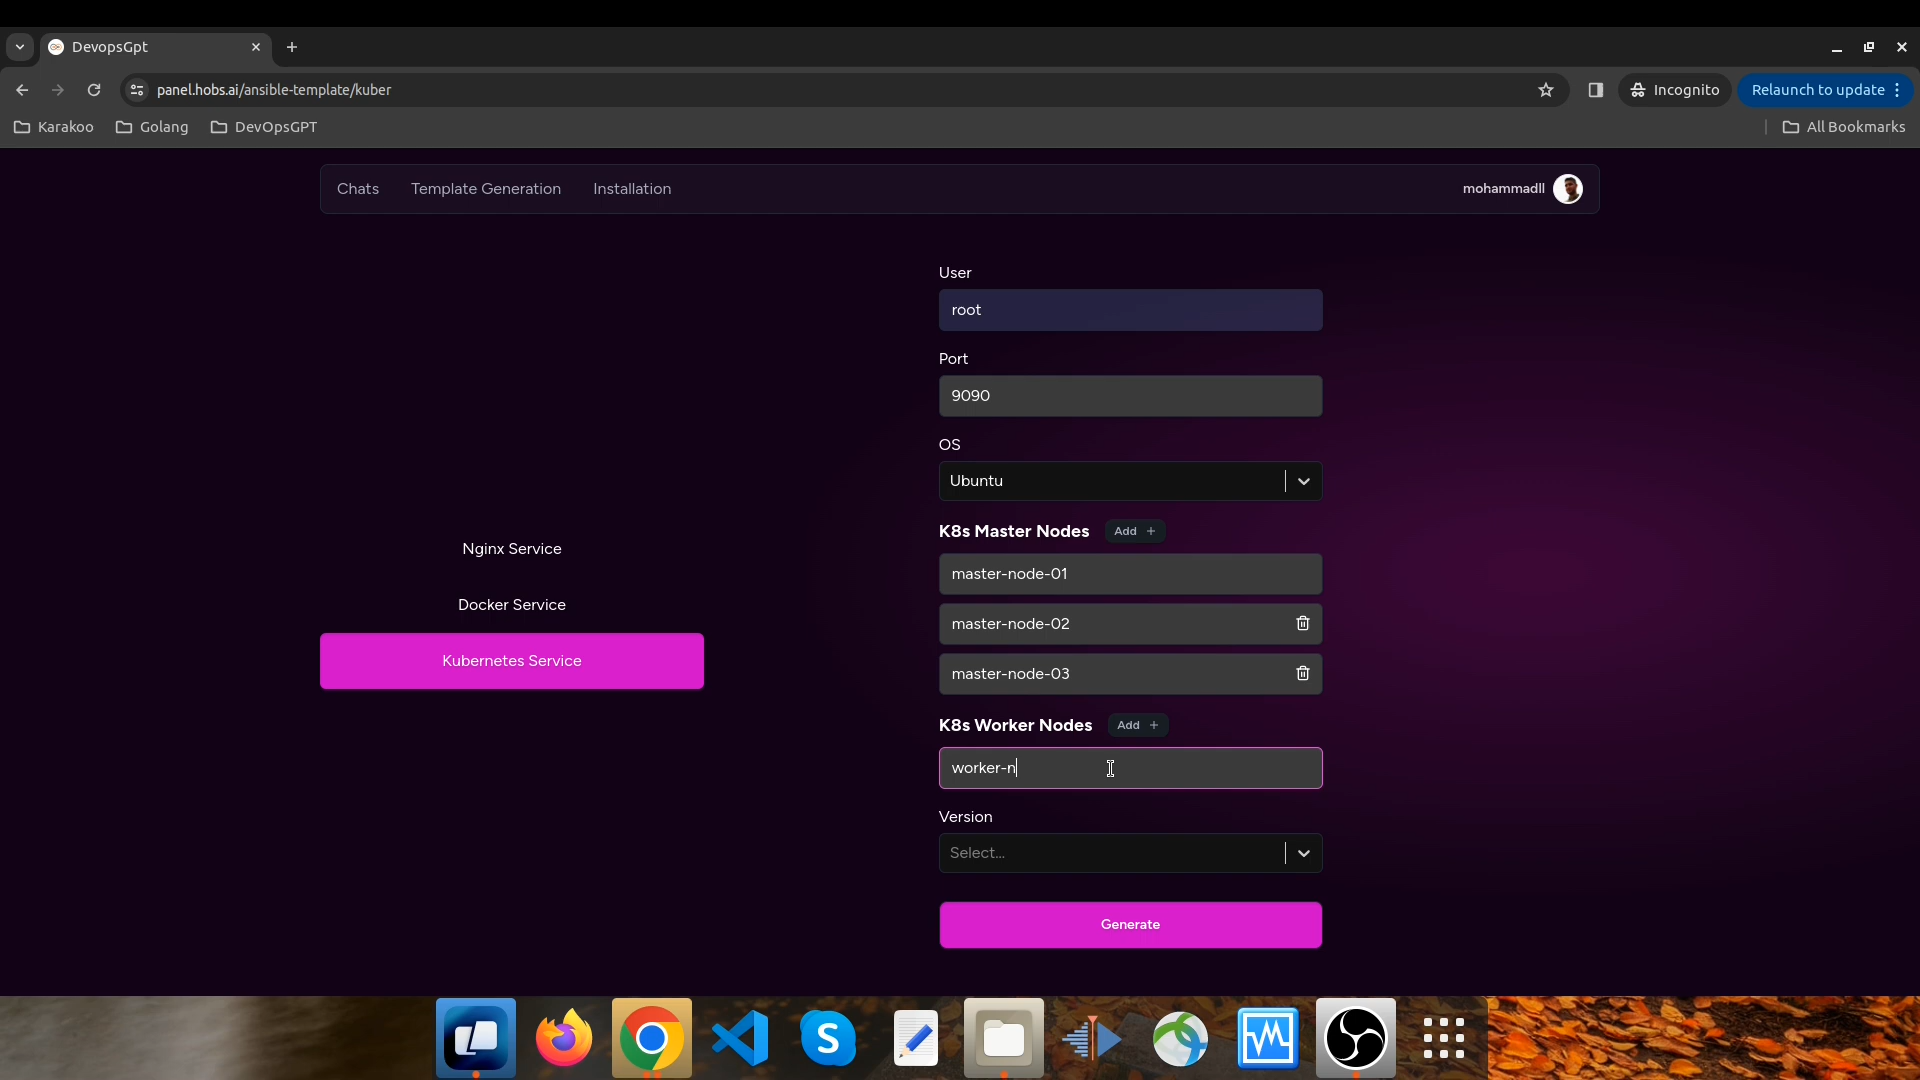 DevopsGpt
panel.hobs.ai/ansible-template/kuber
Incognito
Relaunch to update
Karakoo
Golang
DevOpsGPT
All Bookmarks
Chats
Template Generation
Installation
mohammadll
User
root
Port
9090
OS
Ubuntu
K8s Master Nodes
Add +
master-node-01
master-node-02
master-node-03
K8s Worker Nodes
Add +
worker-n
Version
Select...
Generate
Nginx Service
Docker Service
Kubernetes Service